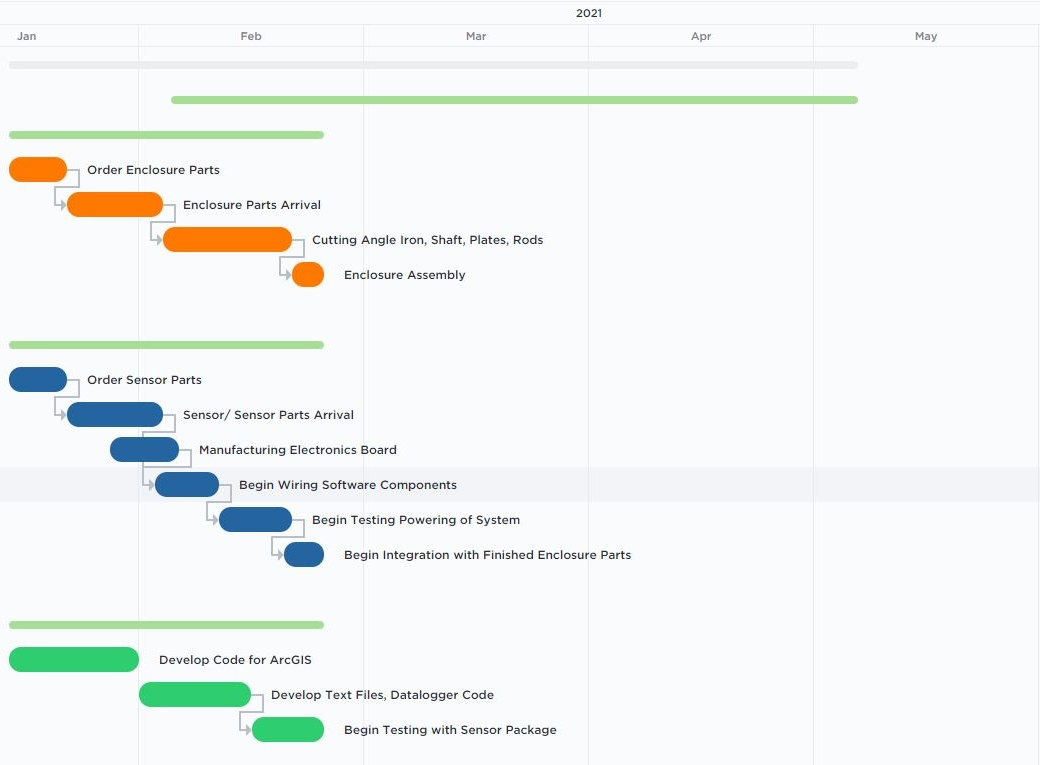 2021
Jan Feb Mar Apr May
Order Enclosure Parts
Enclosure Parts Arrival
Cutting Angle Iron, Shaft, Plates, Rods
Enclosure Assembly
Order Sensor Parts
Sensor/ Sensor Parts Arrival
Manufacturing Electronics Board
Begin Wiring Software Components
Begin Testing Powering of System
Begin Integration with Finished Enclosure Parts
Develop Code for ArcGIS
Develop Text Files, Datalogger Code
Begin Testing with Sensor Package